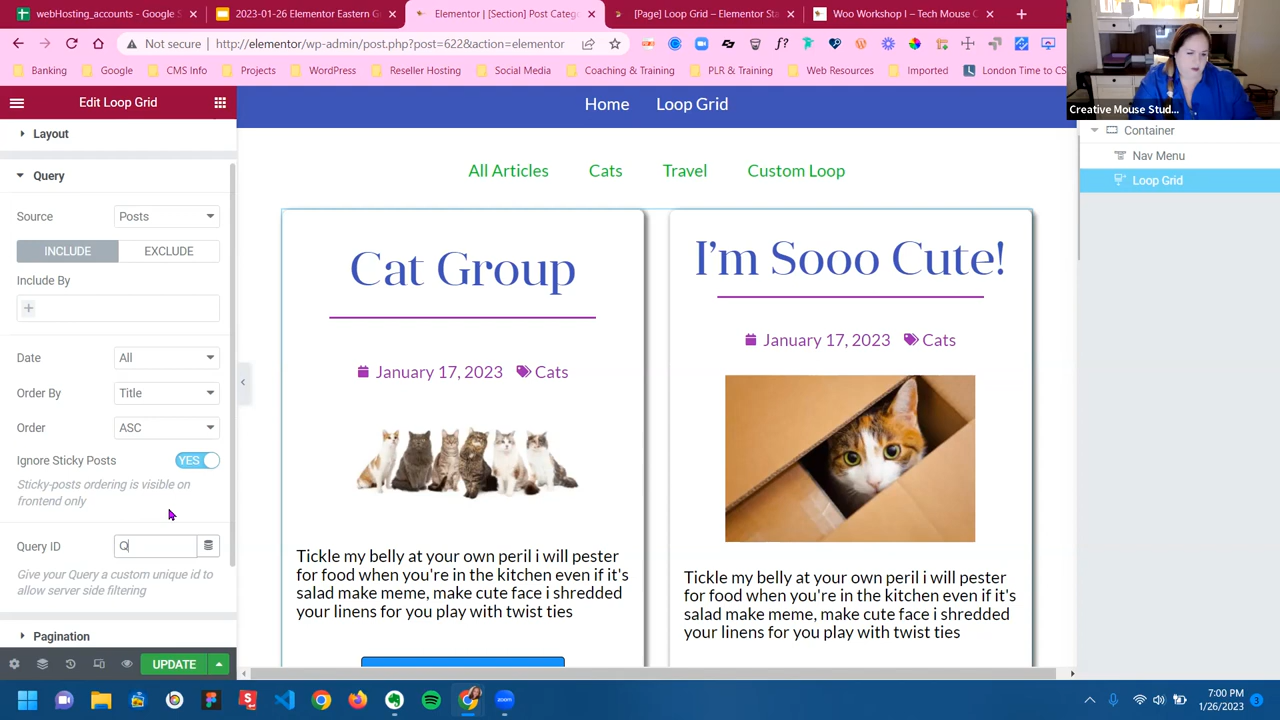 webHosting_accounts - Google S
2023-01-26 Elementor Eastern G
Elementor | [Section] Post Categ
[Page] Loop Grid – Elementor Sta
Woo Workshop I – Tech Mouse C
Not secure
http://elementor/wp-admin/post.php?post=
action=elementor
Banking
Google
CMS Info
Projects
WordPress
Reseller Hosting
Social Media
Coaching & Training
PLR & Training
Web Resources
Imported
London Time to CS
Creative Mouse Stud...
Edit Loop Grid
Layout
Query
Source
Posts
INCLUDE
EXCLUDE
Include By
Date
All
Order By
Title
Order
ASC
Ignore Sticky Posts
YES
Sticky-posts ordering is visible on
frontend only
Query ID
Q
Give your Query a custom unique id to
allow server side filtering
Pagination
UPDATE
Home
Loop Grid
All Articles
Cats
Travel
Custom Loop
Cat Group
January 17, 2023
Cats
Tickle my belly at your own peril i will pester
for food when you're in the kitchen even if it's
salad make meme, make cute face i shredded
your linens for you play with twist ties
I'm Sooo Cute!
January 17, 2023
Cats
Tickle my belly at your own peril i will pester
for food when you're in the kitchen even if it's
salad make meme, make cute face i shredded
your linens for you play with twist ties
Container
Nav Menu
Loop Grid
7:00 PM
1/26/2023
3